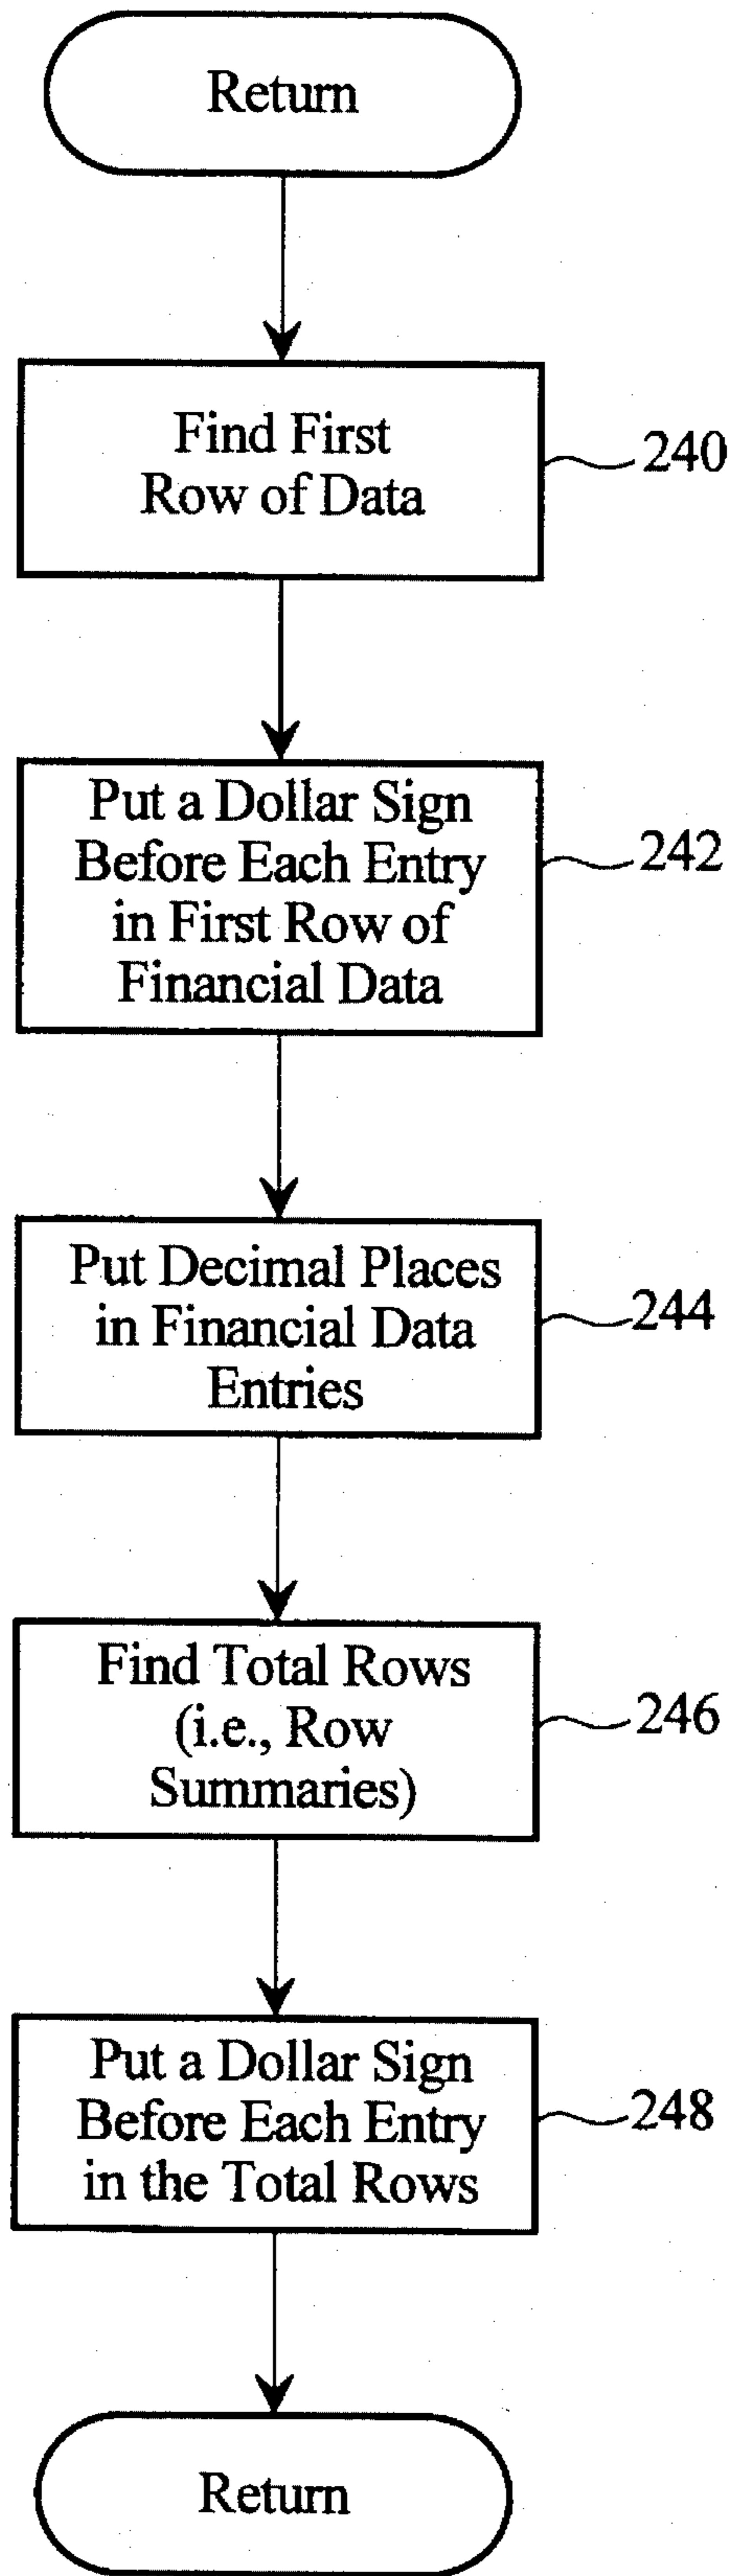 Return
Find First
Row of Data
240
Put a Dollar Sign
Before Each Entry
in First Row of
Financial Data
242
Put Decimal Places
in Financial Data
Entries
244
Find Total Rows
(i.e., Row
Summaries)
246
Put a Dollar Sign
Before Each Entry
in the Total Rows
248
Return